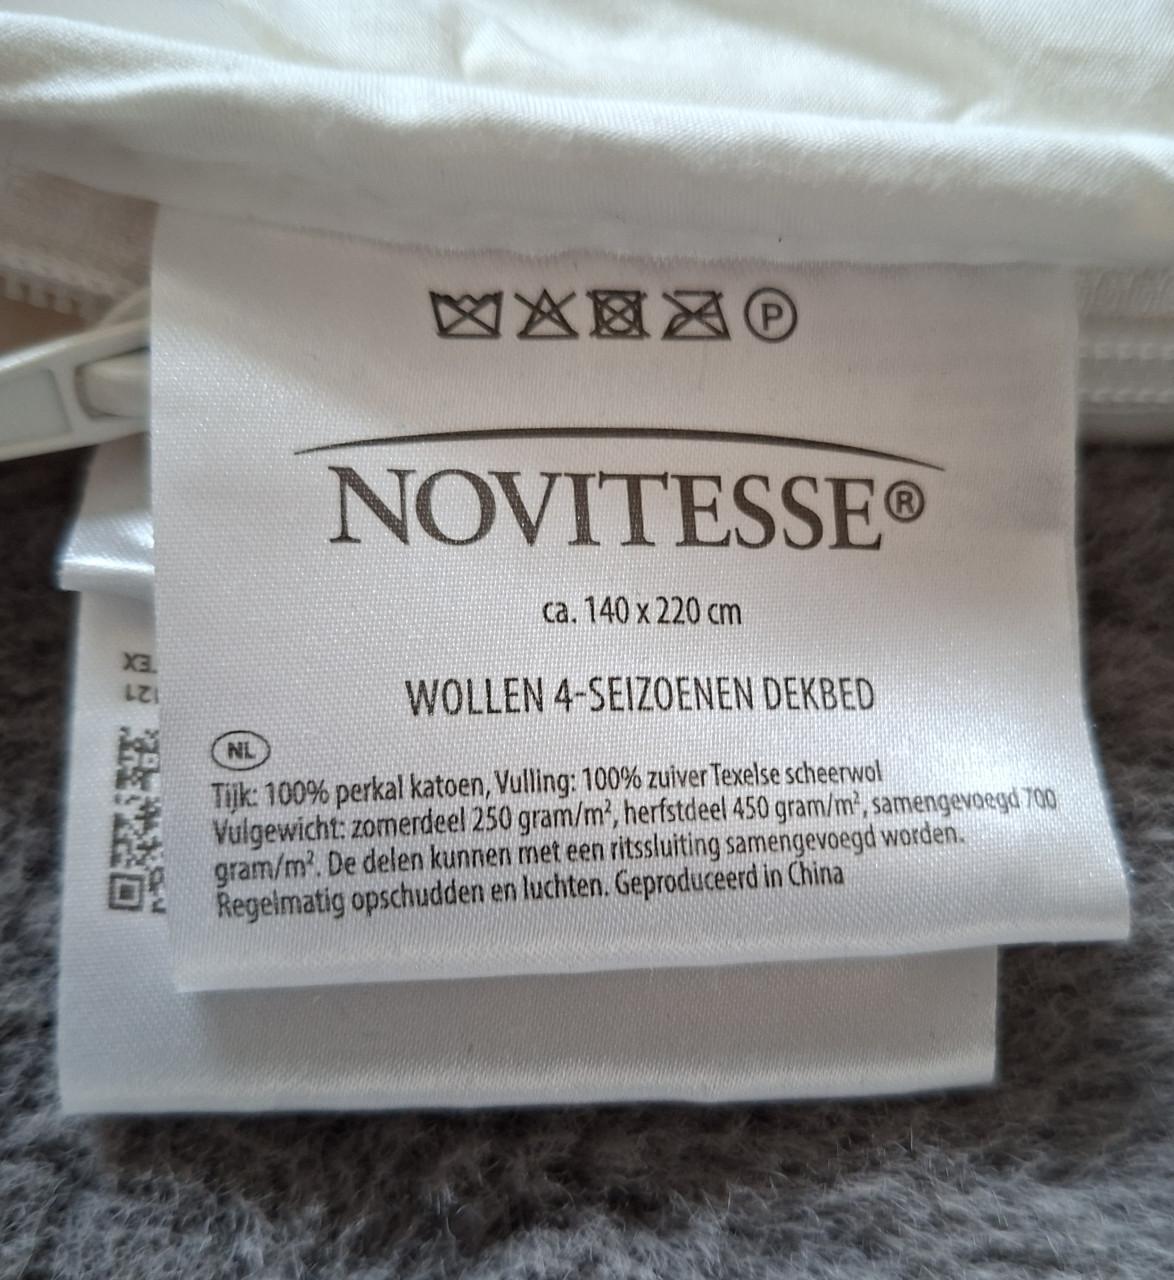 P
NOVITESSE®
ca. 140 x 220 cm
WOLLEN 4-SEIZOENEN DEKBED
NL
Tijk: 100% perkal katoen, Vulling: 100% zuiver Texelse scheerwol
Vulgewicht: zomerdeel 250 gram/m², herfstdeel 450 gram/m², samengevoegd 700
gram/m². De delen kunnen met een ritssluiting samengevoegd worden.
Regelmatig opschudden en luchten. Geproduceerd in China